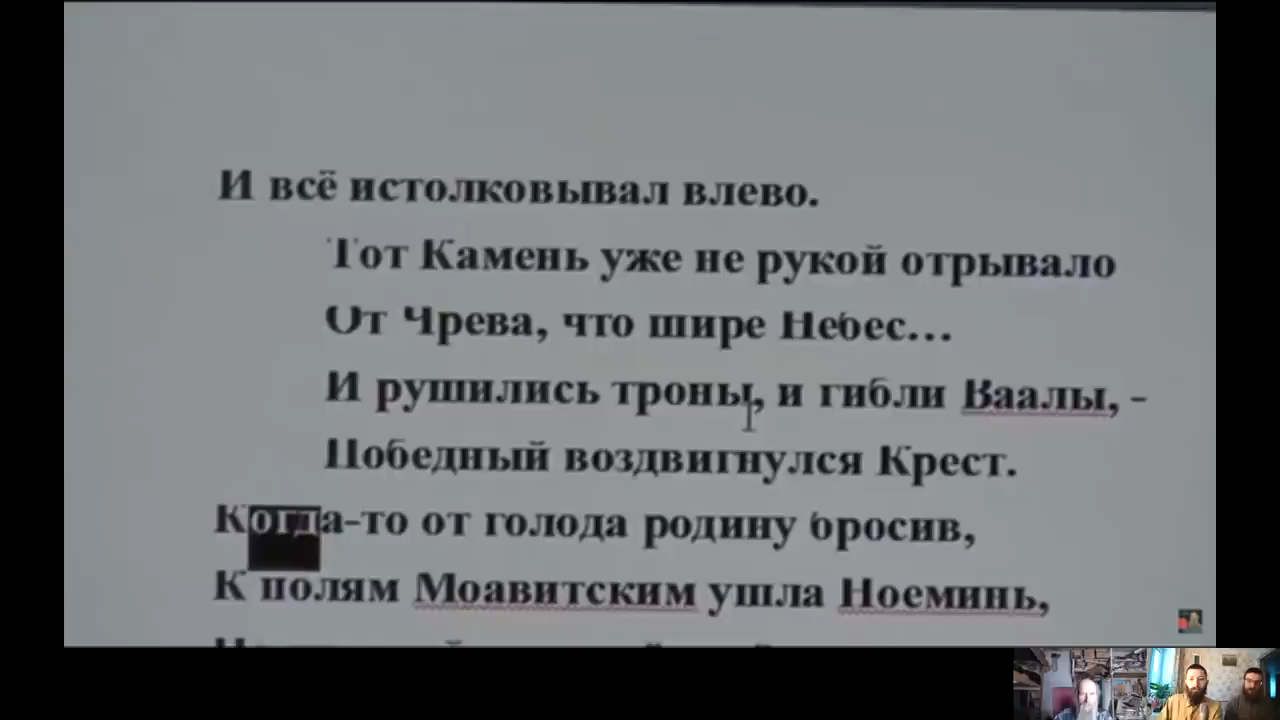 И всё истолковывал влево.
Тот Камень уже не рукой отрывало
От Чрева, что шире Небес...
И рушились троны, и гибли Ваалы, -
Победный воздвигнулся Крест.
Когда-то от голода родину бросив,
К полям Моавитским ушла Ноеминь,